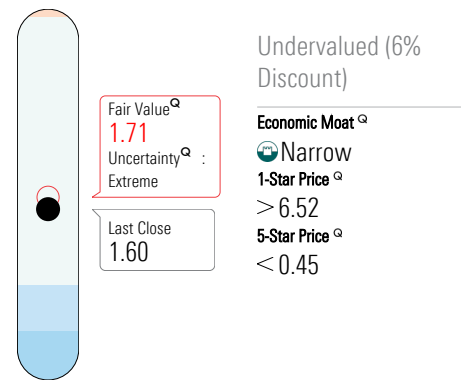 Fair Value Q
1.71
Uncertainty Q :
Extreme
Last Close
1.60
Undervalued (6%
Discount)
Economic Moat Q
Narrow
1-Star Price Q
>6.52
5-Star Price Q
<0.45